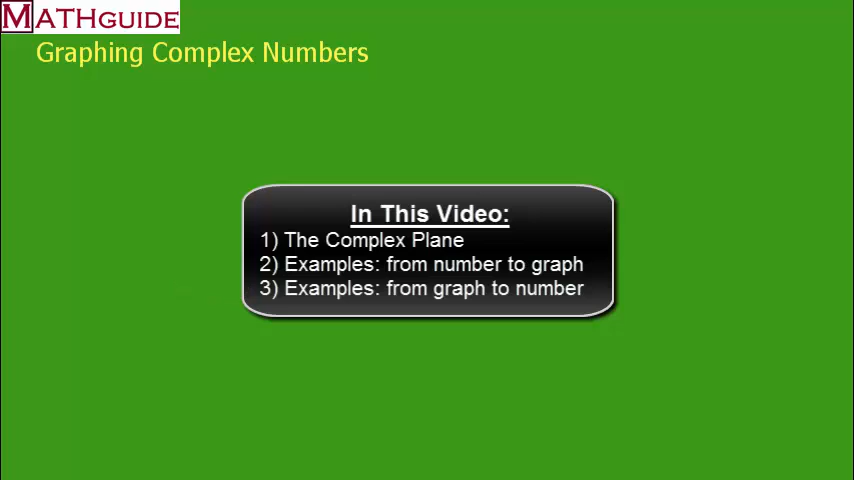 MATHGUIDE
Graphing Complex Numbers
In This Video:
1) The Complex Plane
2) Examples: from number to graph
3) Examples: from graph to number